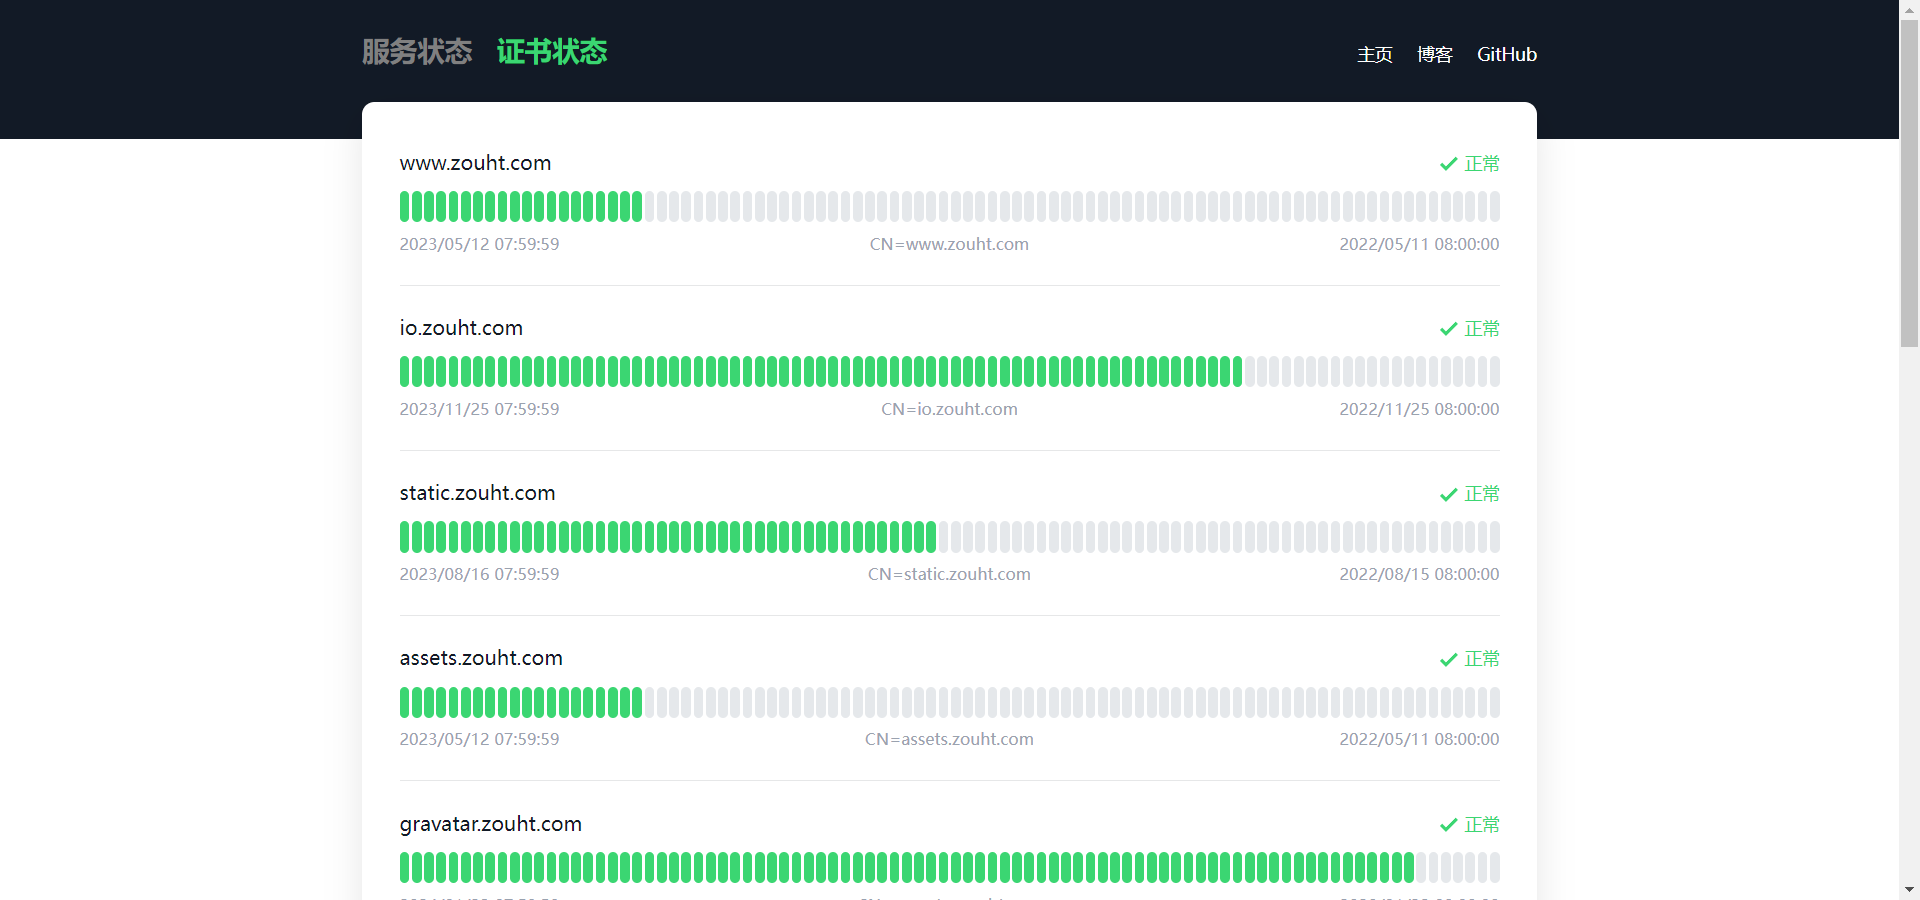 服务状态 证书状态 主页 博客 GitHub
www.zouht.com 正常
2023/05/12 07:59:59 CN=www.zouht.com 2022/05/11 08:00:00
io.zouht.com 正常
2023/11/25 07:59:59 CN=io.zouht.com 2022/11/25 08:00:00
static.zouht.com 正常
2023/08/16 07:59:59 CN=static.zouht.com 2022/08/15 08:00:00
assets.zouht.com 正常
2023/05/12 07:59:59 CN=assets.zouht.com 2022/05/11 08:00:00
gravatar.zouht.com 正常